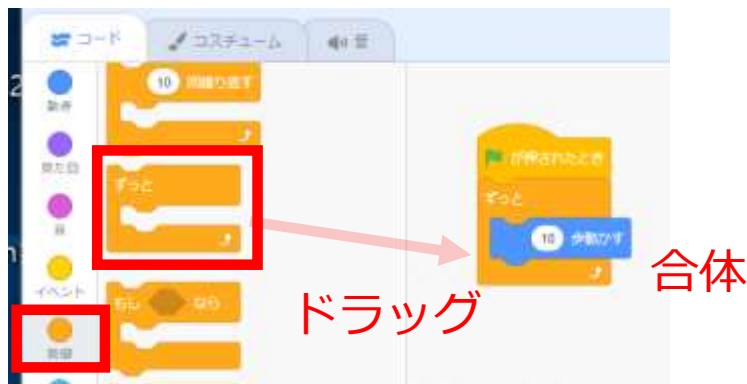 コード
コスチューム
音
動き
見た目
音
イベント
制御
10 回繰り返す
ずっと
もし なら
が押されたとき
ずっと
10 歩動かす
ドラッグ
合体